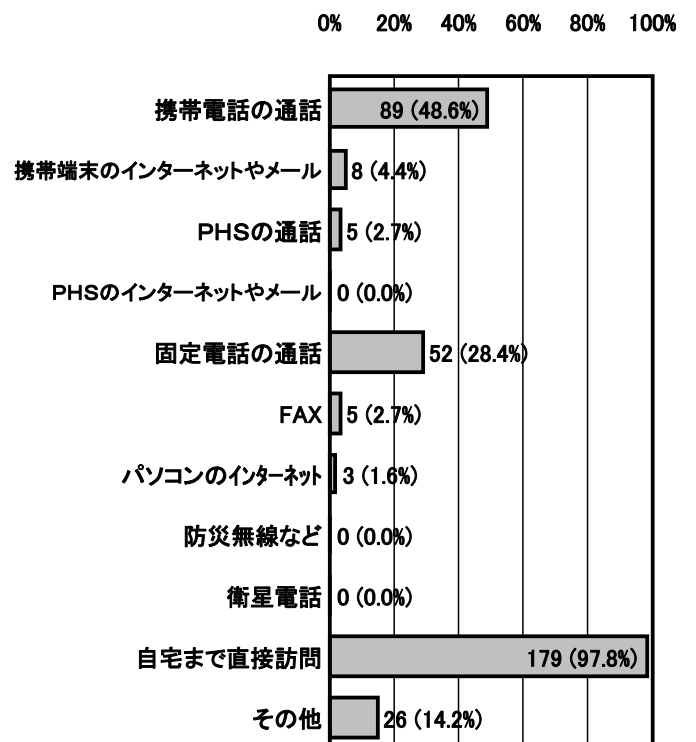 0% 20% 40% 60% 80% 100%
携帯電話の通話 89 (48.6%)
携帯端末のインターネットやメール 8 (4.4%)
PHSの通話 5 (2.7%)
PHSのインターネットやメール 0 (0.0%)
固定電話の通話 52 (28.4%)
FAX 5 (2.7%)
パソコンのインターネット 3 (1.6%)
防災無線など 0 (0.0%)
衛星電話 0 (0.0%)
自宅まで直接訪問 179 (97.8%)
その他 26 (14.2%)